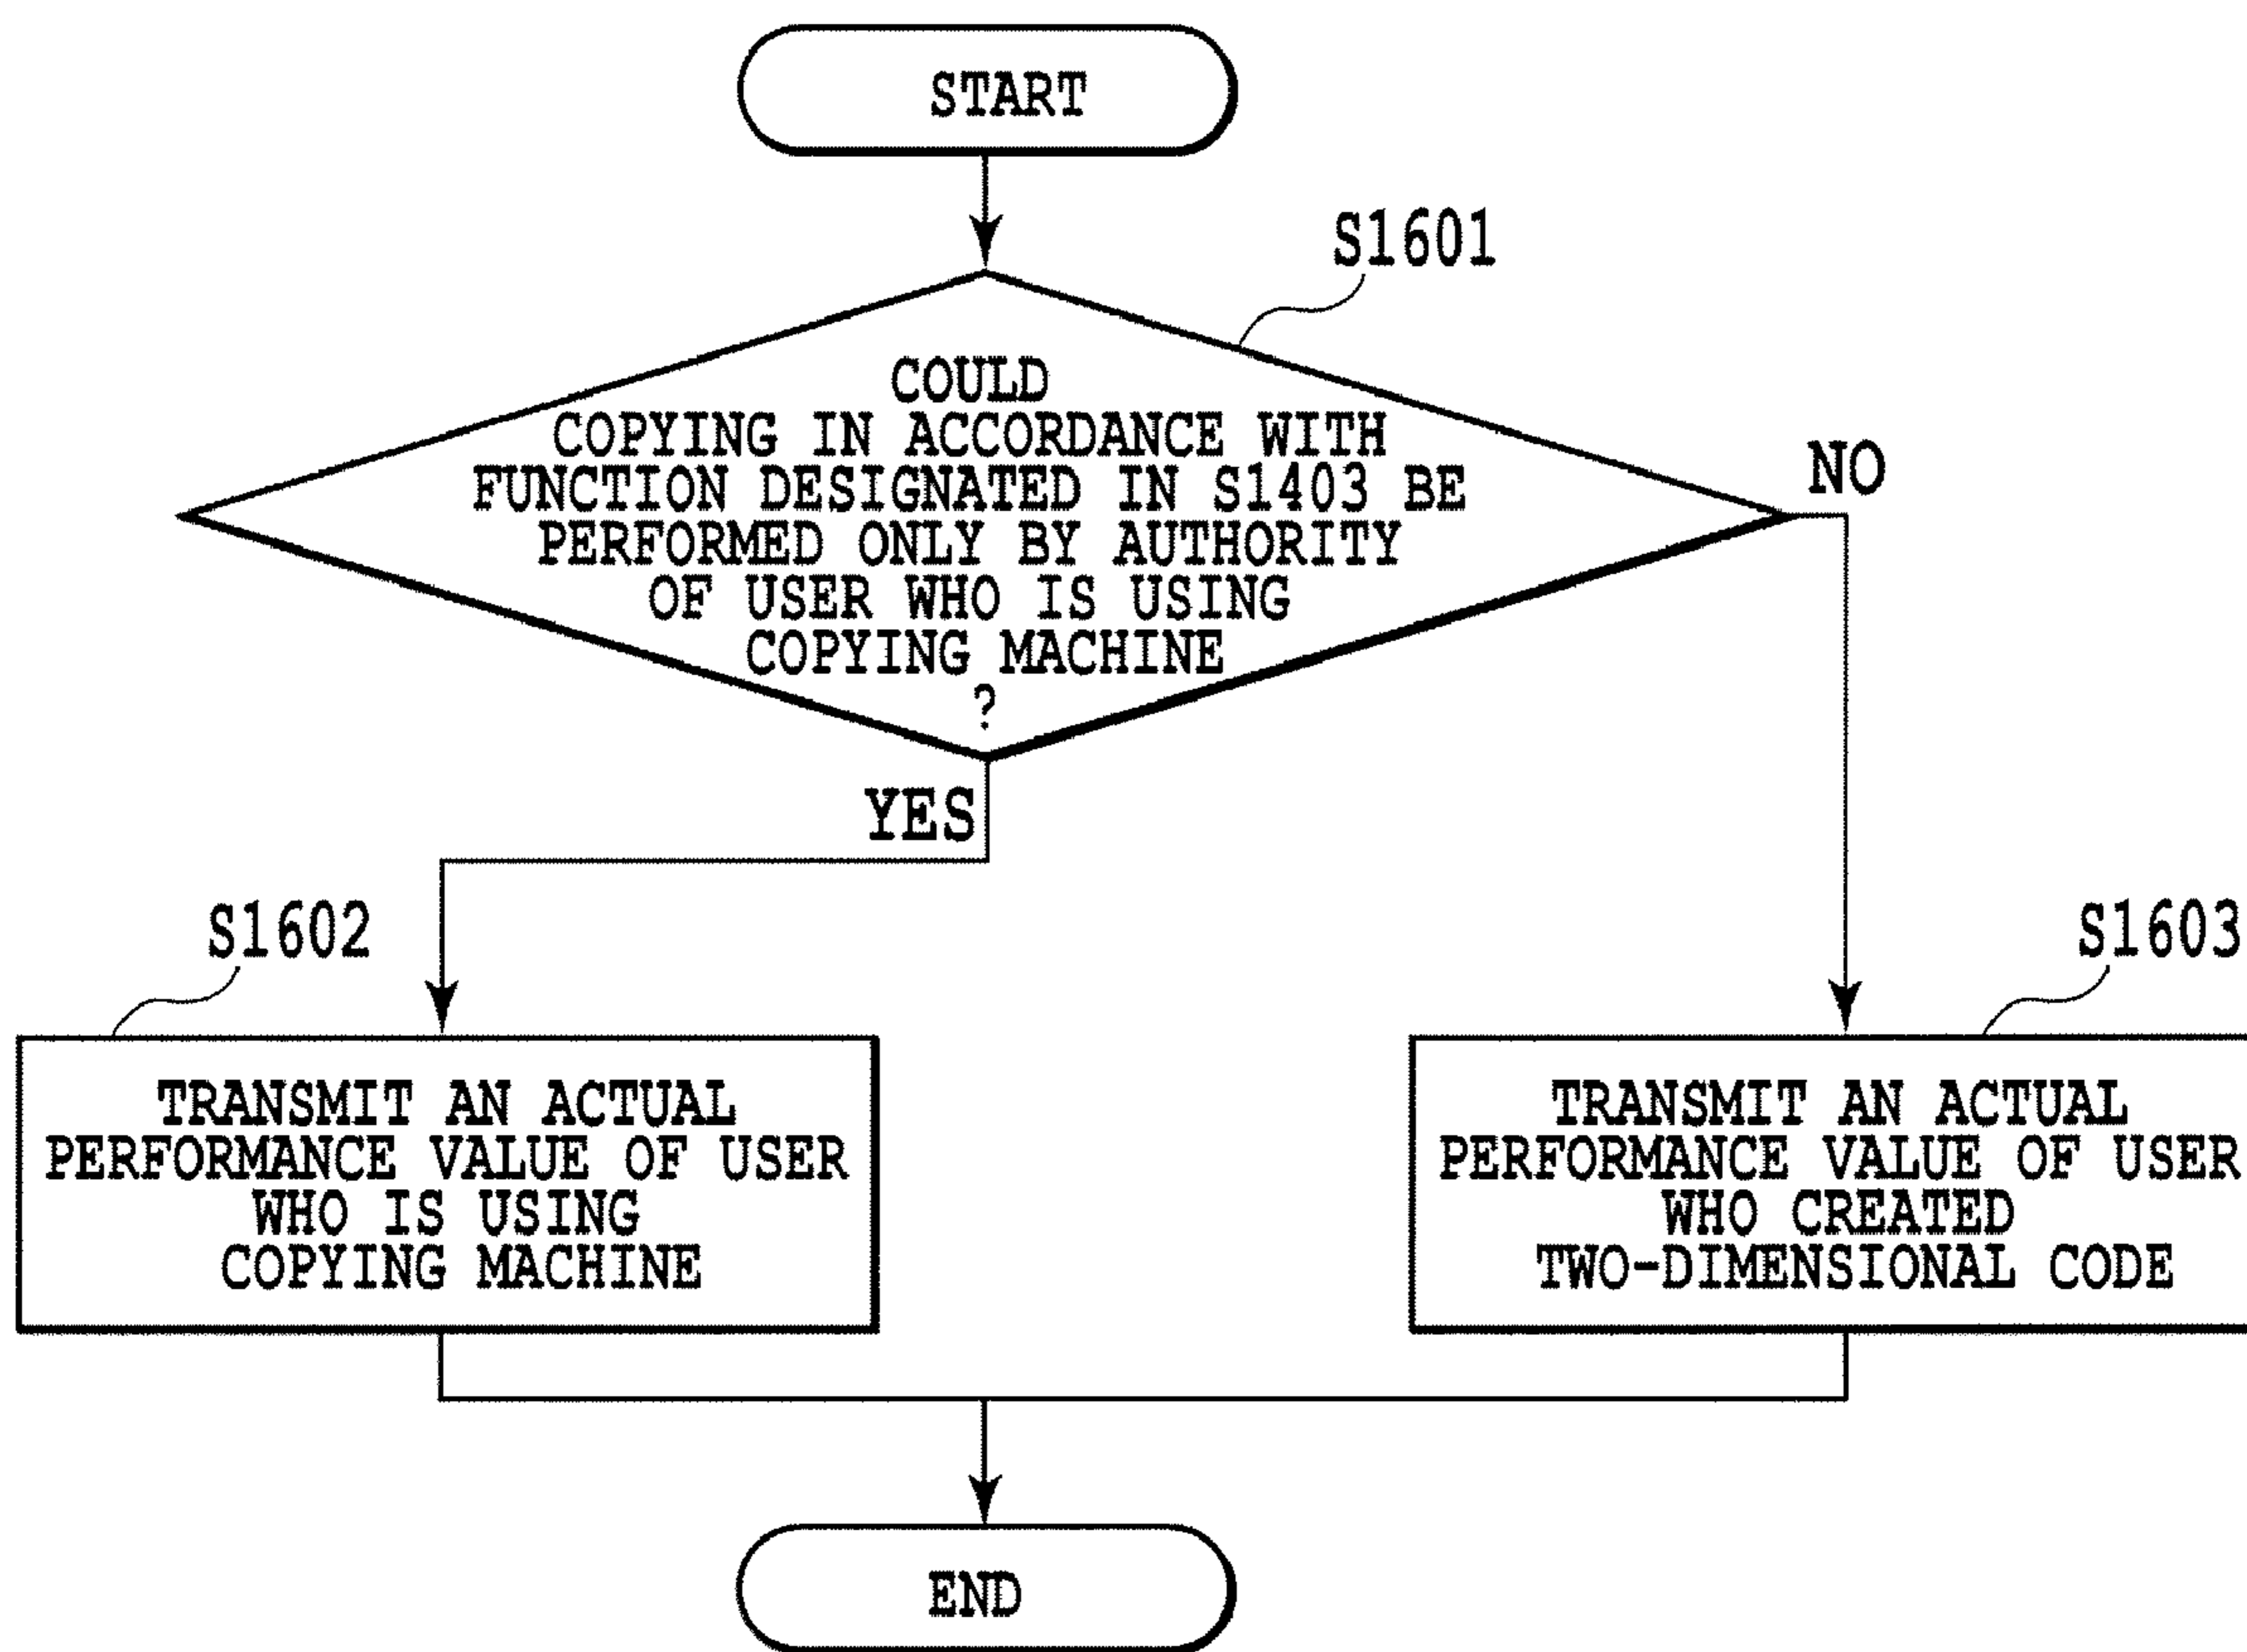 START
S1601
COULD
COPYING IN ACCORDANCE WITH
FUNCTION DESIGNATED IN S1403 BE
PERFORMED ONLY BY AUTHORITY
OF USER WHO IS USING
COPYING MACHINE
?
NO
YES
S1602
TRANSMIT AN ACTUAL
PERFORMANCE VALUE OF USER
WHO IS USING
COPYING MACHINE
S1603
TRANSMIT AN ACTUAL
PERFORMANCE VALUE OF USER
WHO CREATED
TWO-DIMENSIONAL CODE
END